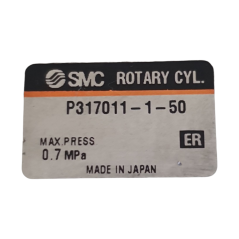 SMC ROTARY CYL.
P317011-1-50
MAX.PRESS
0.7 MPa
ER
MADE IN JAPAN